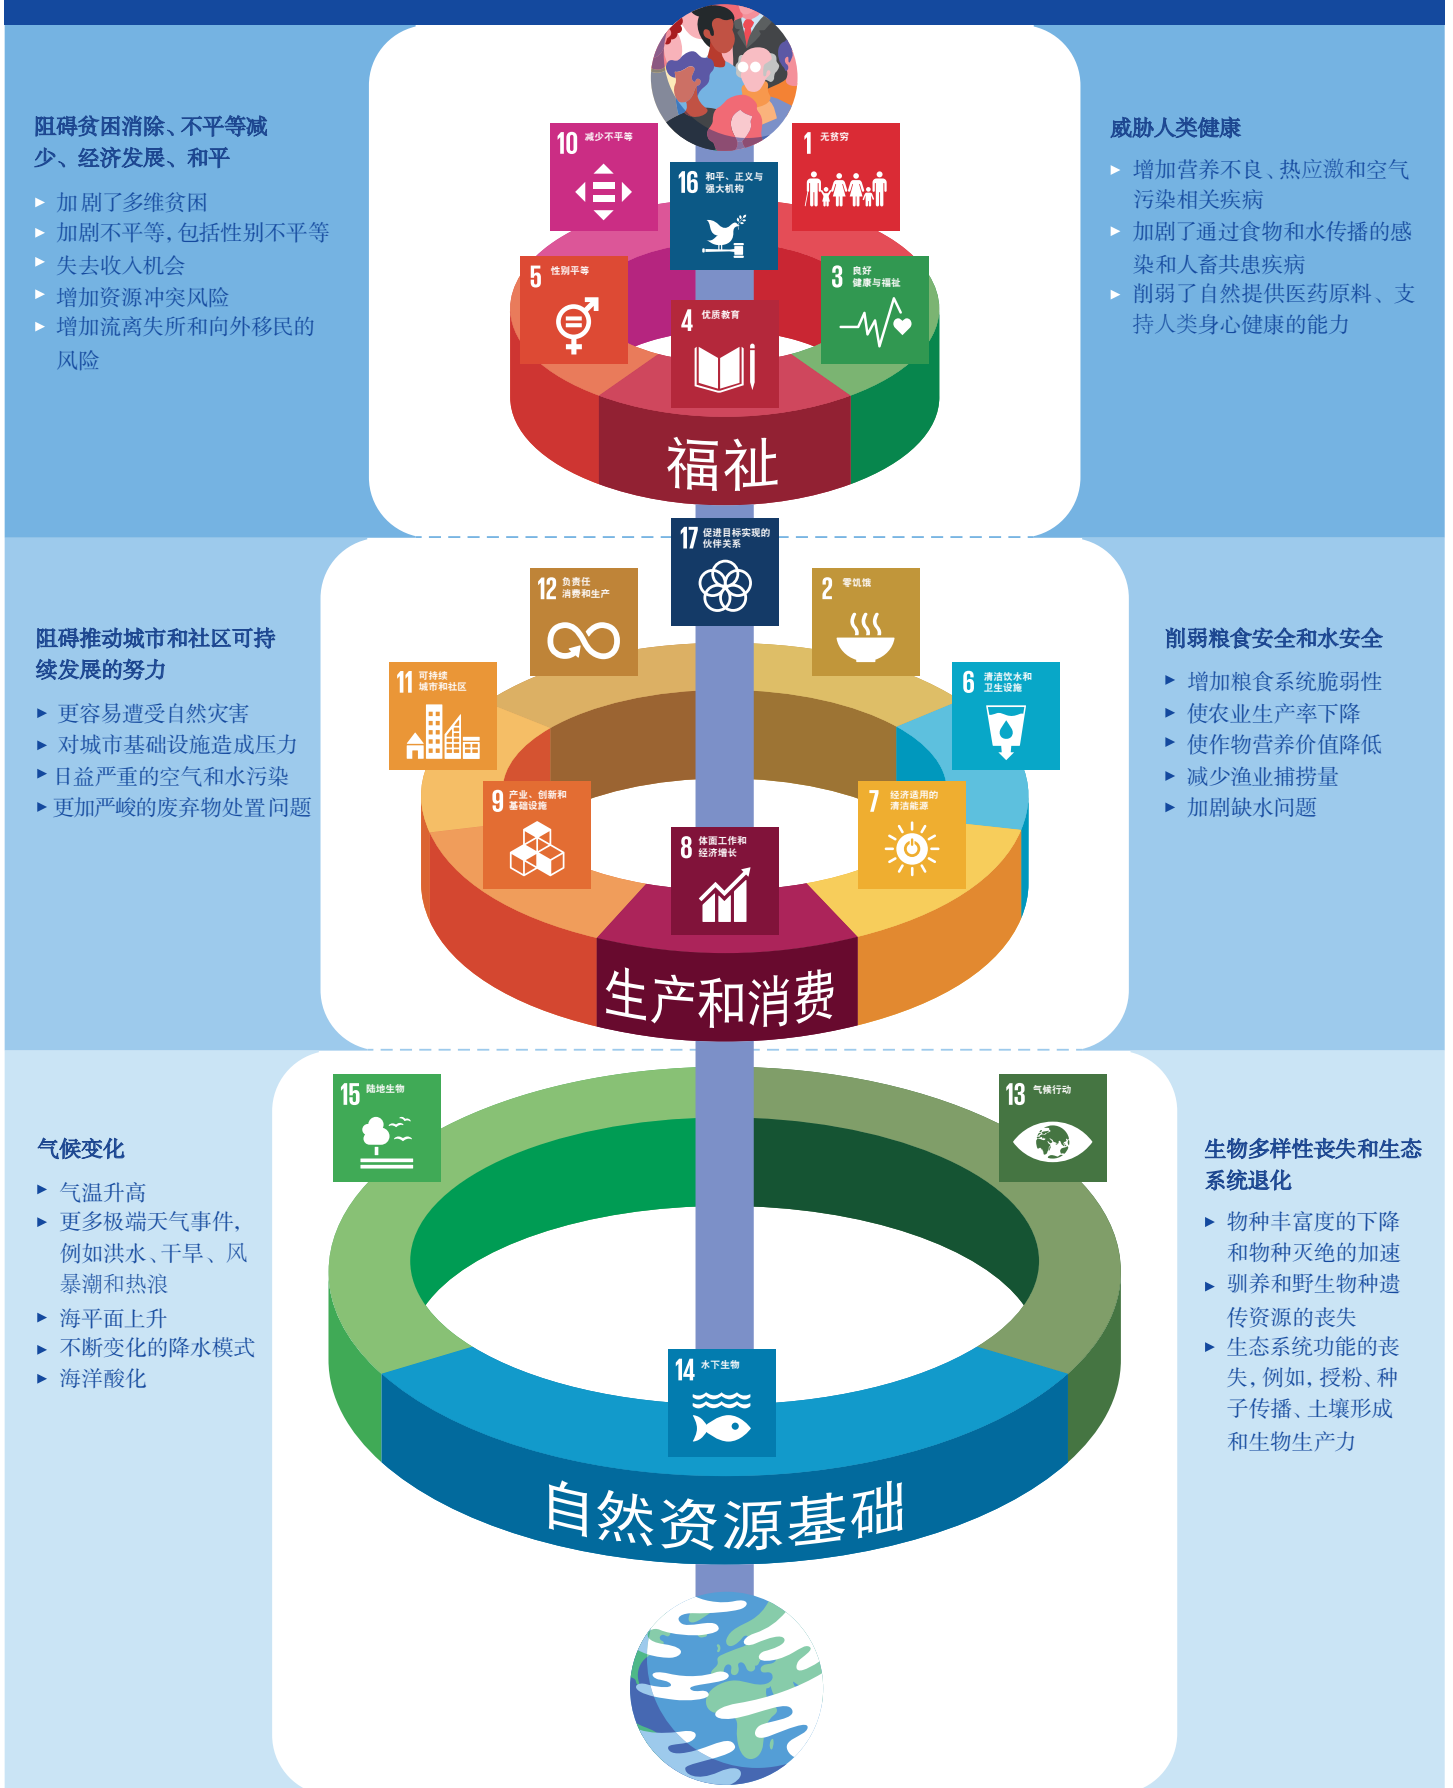 阻碍贫困消除、不平等减
少、经济发展、和平
加剧了多维贫困
加剧不平等,包括性别不平等
失去收入机会
增加资源冲突风险
增加流离失所和向外移民的
风险
10 减少不平等
1 无贫穷
16 和平、正义与
强大机构
5 性别平等
3 良好
健康与福祉
4 优质教育
福祉
威胁人类健康
增加营养不良、热应激和空气
污染相关疾病
加剧了通过食物和水传播的感
染和人畜共患疾病
削弱了自然提供医药原料、支
持人类身心健康的能力
阻碍推动城市和社区可持
续发展的努力
更容易遭受自然灾害
对城市基础设施造成压力
日益严重的空气和水污染
更加严峻的废弃物处置问题
17 促进目标实现的
伙伴关系
12 负责任
消费和生产
2 零饥饿
11 可持续
城市和社区
6 清洁饮水和
卫生设施
9 产业、创新和
基础设施
7 经济适用的
清洁能源
8 体面工作和
经济增长
生产和消费
削弱粮食安全和水安全
增加粮食系统脆弱性
使农业生产率下降
使作物营养价值降低
减少渔业捕捞量
加剧缺水问题
气候变化
气温升高
更多极端天气事件,
例如洪水、干旱、风
暴潮和热浪
海平面上升
不断变化的降水模式
海洋酸化
15 陆地生物
13 气候行动
14 水下生物
自然资源基础
生物多样性丧失和生态
系统退化
物种丰富度的下降
和物种灭绝的加速
驯养和野生物种遗
传资源的丧失
生态系统功能的丧
失,例如,授粉、种
子传播、土壤形成
和生物生产力